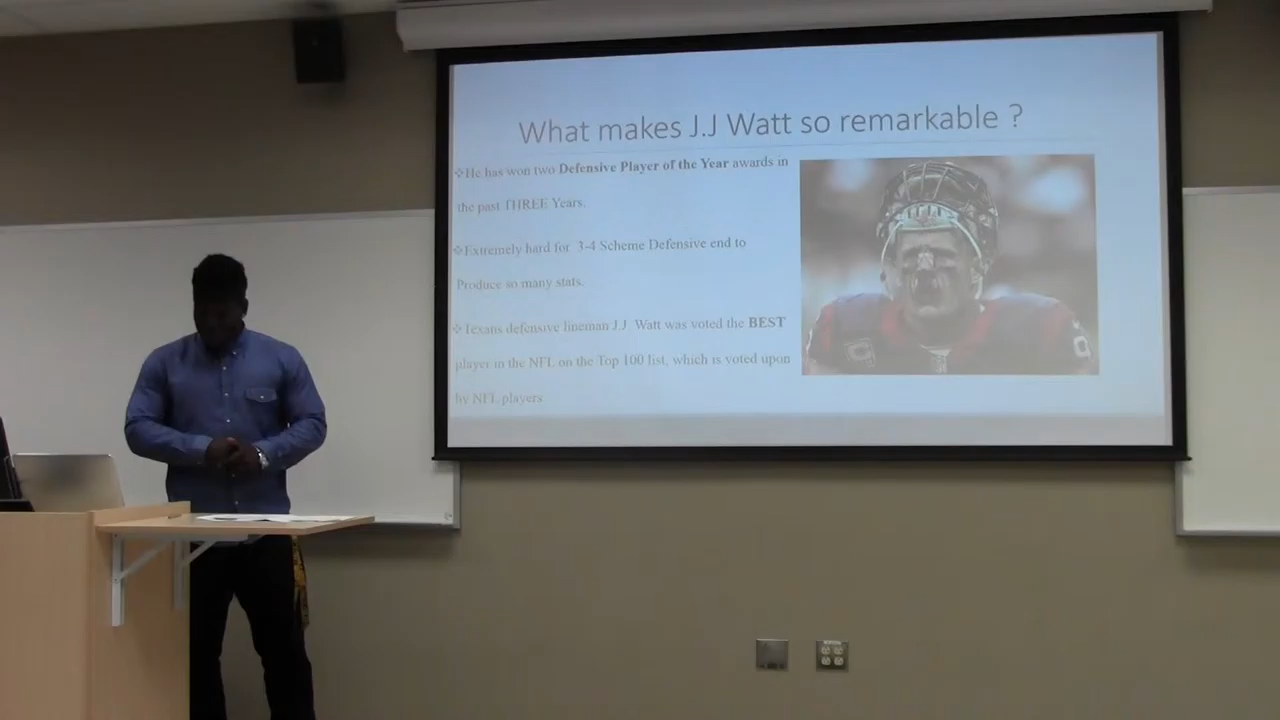 What makes J.J Watt so remarkable ?
❖He has won two Defensive Player of the Year awards in
the past THREE Years.
❖Extremely hard for 3-4 Scheme Defensive end to
Produce so many stats.
❖Texans defensive lineman J.J Watt was voted the BEST
player in the NFL on the Top 100 list, which is voted upon
by NFL players